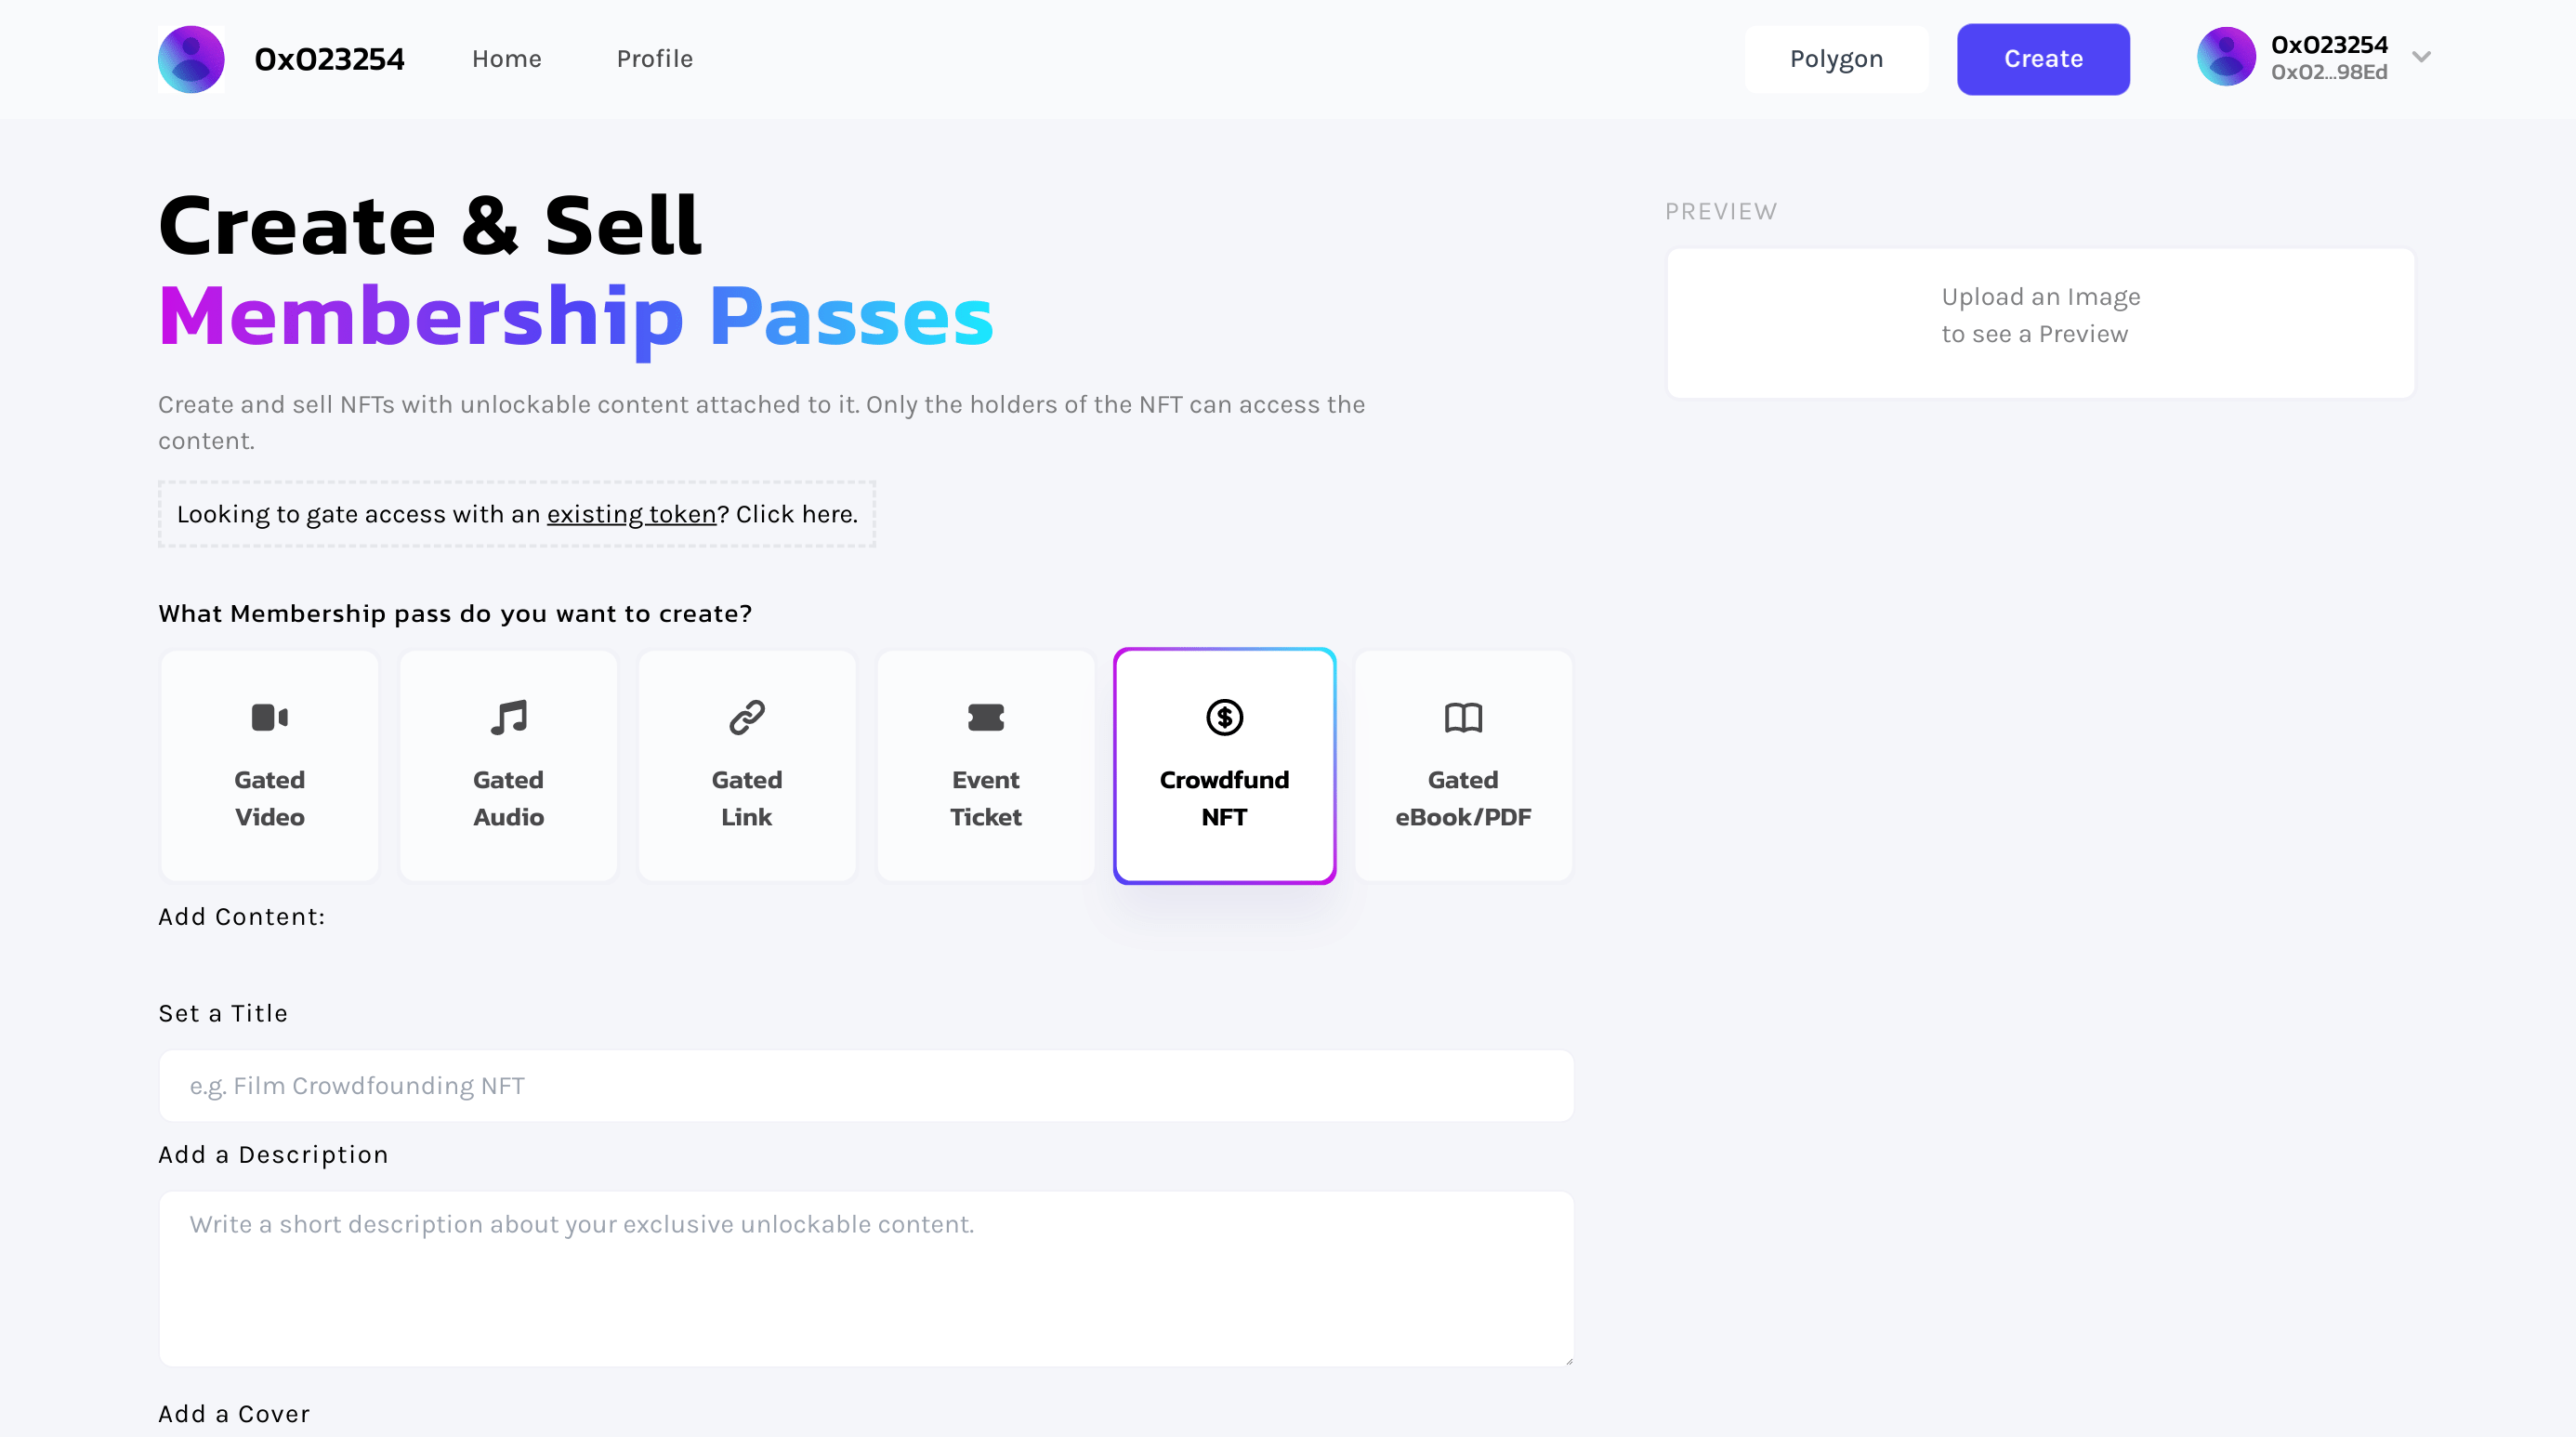 0x023254
Home
Profile
Polygon
Create
0x023254
0x02...98Ed
Create & Sell
Membership Passes
Create and sell NFTs with unlockable content attached to it. Only the holders of the NFT can access the
content.
Looking to gate access with an existing token? Click here.
What Membership pass do you want to create?
Gated
Video
Gated
Audio
Gated
Link
Event
Ticket
Crowdfund
NFT
Gated
eBook/PDF
Add Content:
Set a Title
e.g. Film Crowdfounding NFT
Add a Description
Write a short description about your exclusive unlockable content.
Add a Cover
PREVIEW
Upload an Image
to see a Preview